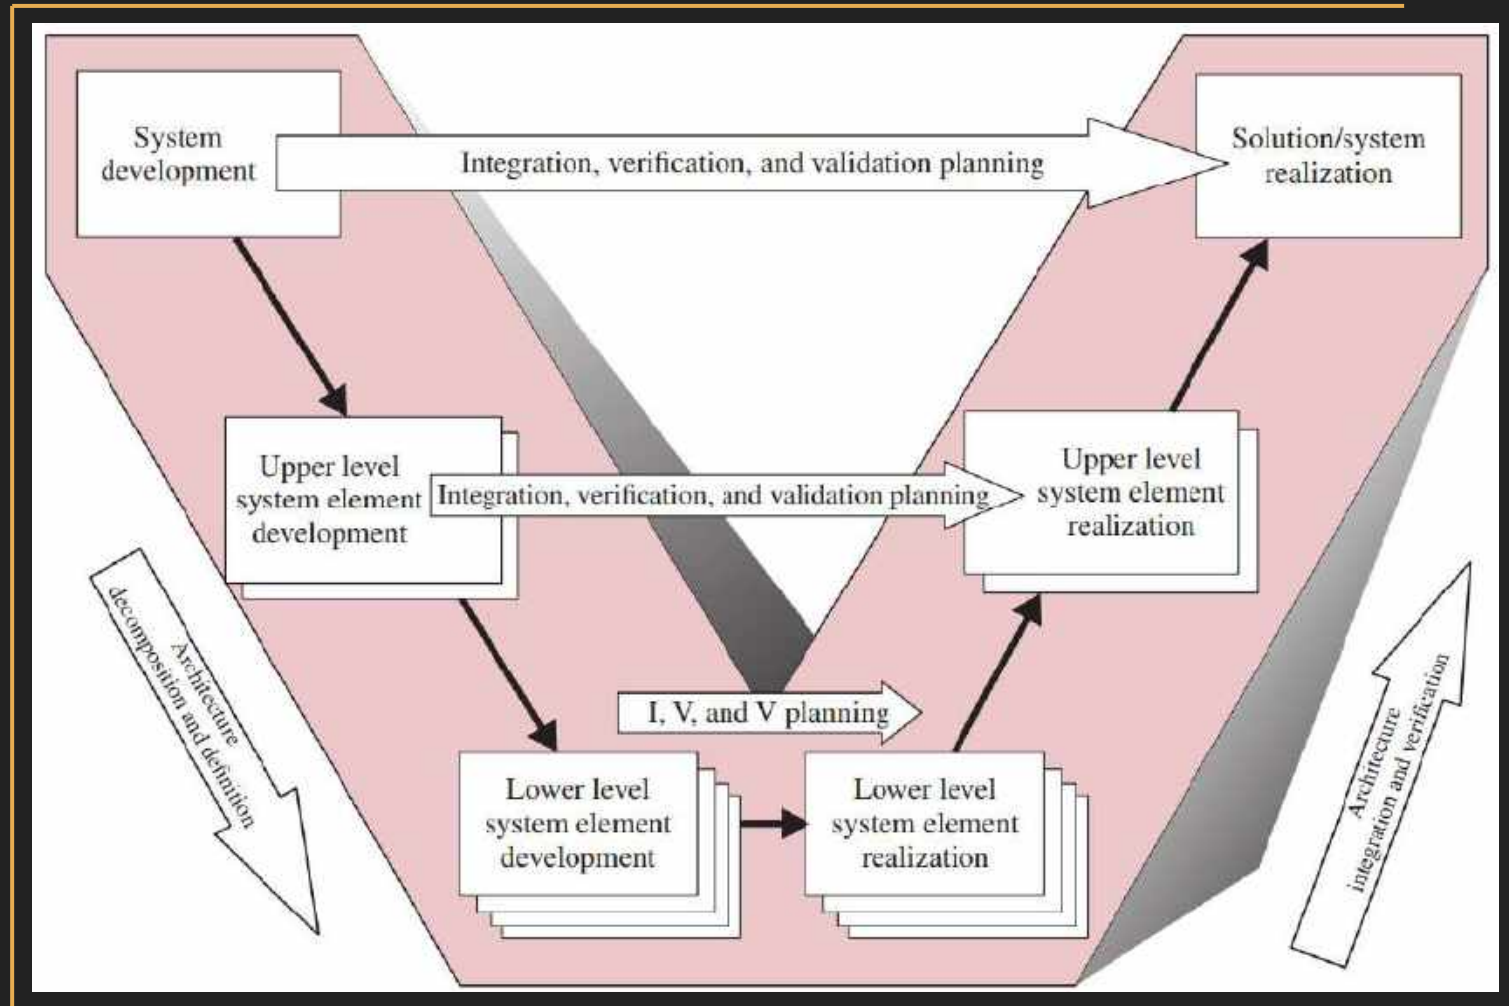 System
development
Integration, verification, and validation planning
Solution/system
realization
Upper level
system element
development
Integration, verification, and validation planning
Upper level
system element
realization
Architecture
decomposition and definition
I, V, and V planning
Lower level
system element
development
Lower level
system element
realization
Architecture
integration and verification